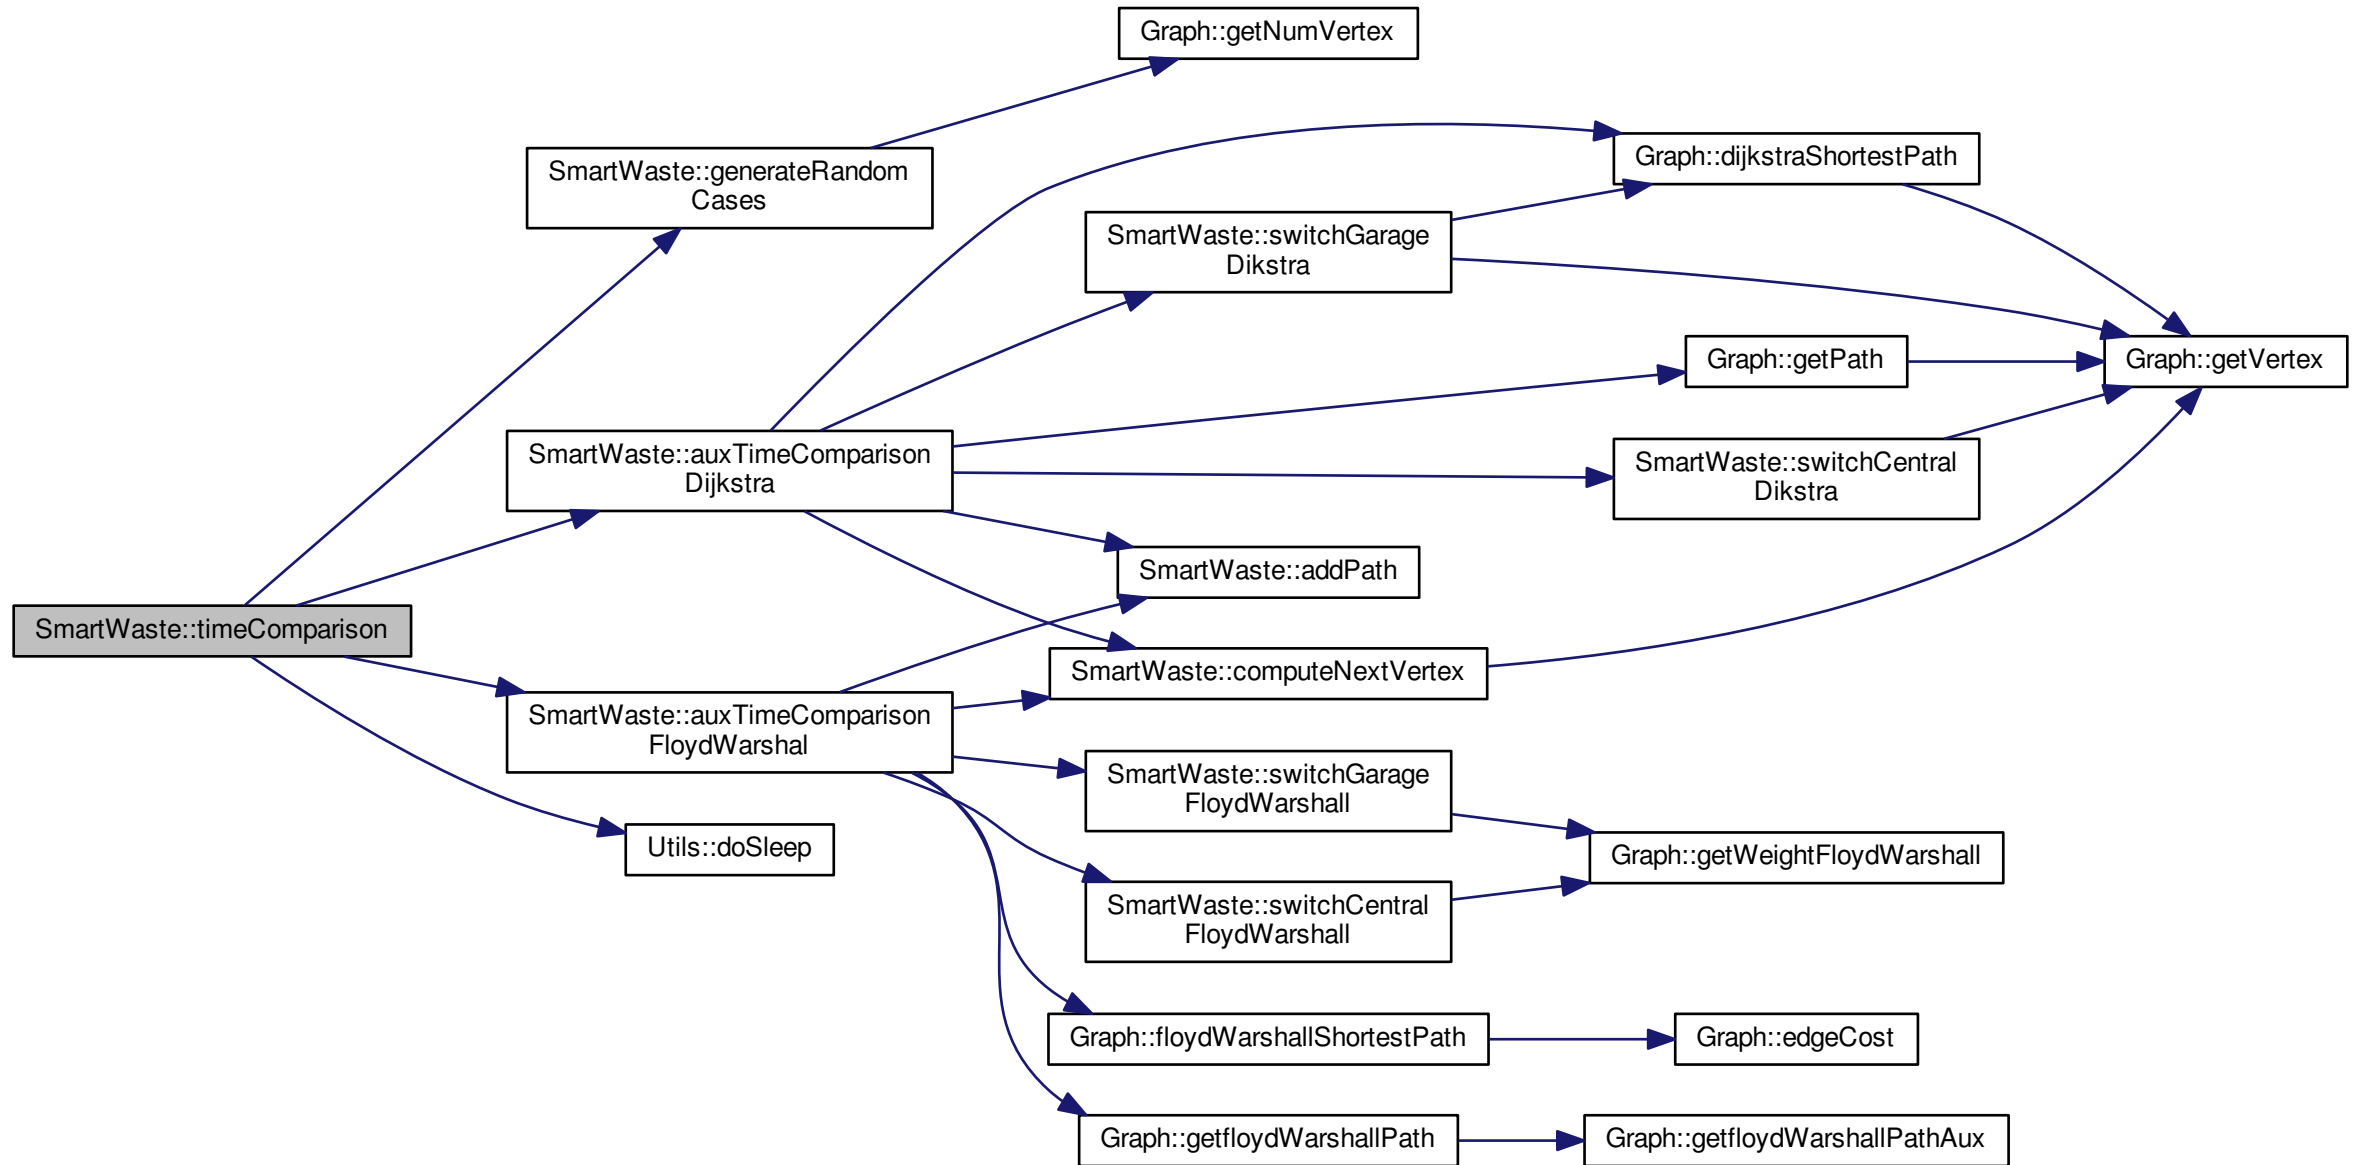 Graph::getNumVertex
Graph::dijkstraShortestPath
SmartWaste::generateRandom
Cases
SmartWaste::switchGarage
Dikstra
Graph::getPath
Graph::getVertex
SmartWaste::auxTimeComparison
Dijkstra
SmartWaste::switchCentral
Dikstra
SmartWaste::addPath
SmartWaste::timeComparison
SmartWaste::computeNextVertex
SmartWaste::auxTimeComparison
FloydWarshal
SmartWaste::switchGarage
FloydWarshall
Utils::doSleep
Graph::getWeightFloydWarshall
SmartWaste::switchCentral
FloydWarshall
Graph::floydWarshallShortestPath
Graph::edgeCost
Graph::getfloydWarshallPath
Graph::getfloydWarshallPathAux